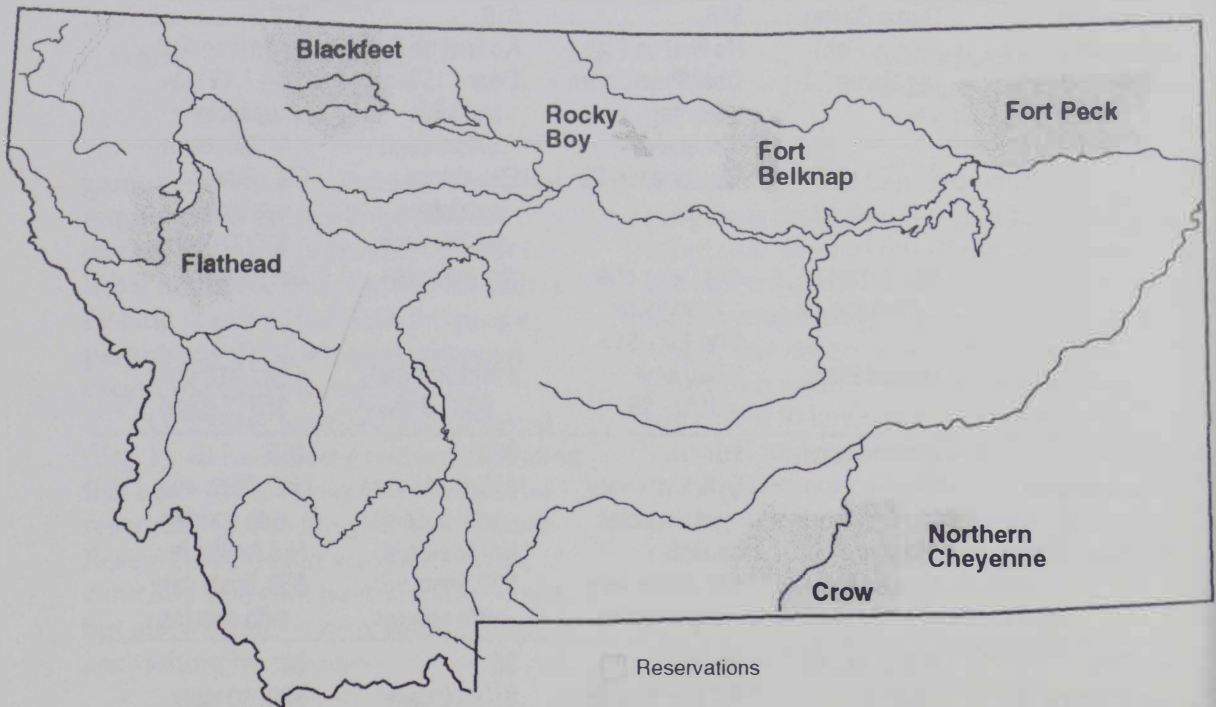 Blackfeet
Rocky
Boy
Fort Peck
Fort
Belknap
Flathead
Northern
Cheyenne
Crow
Reservations